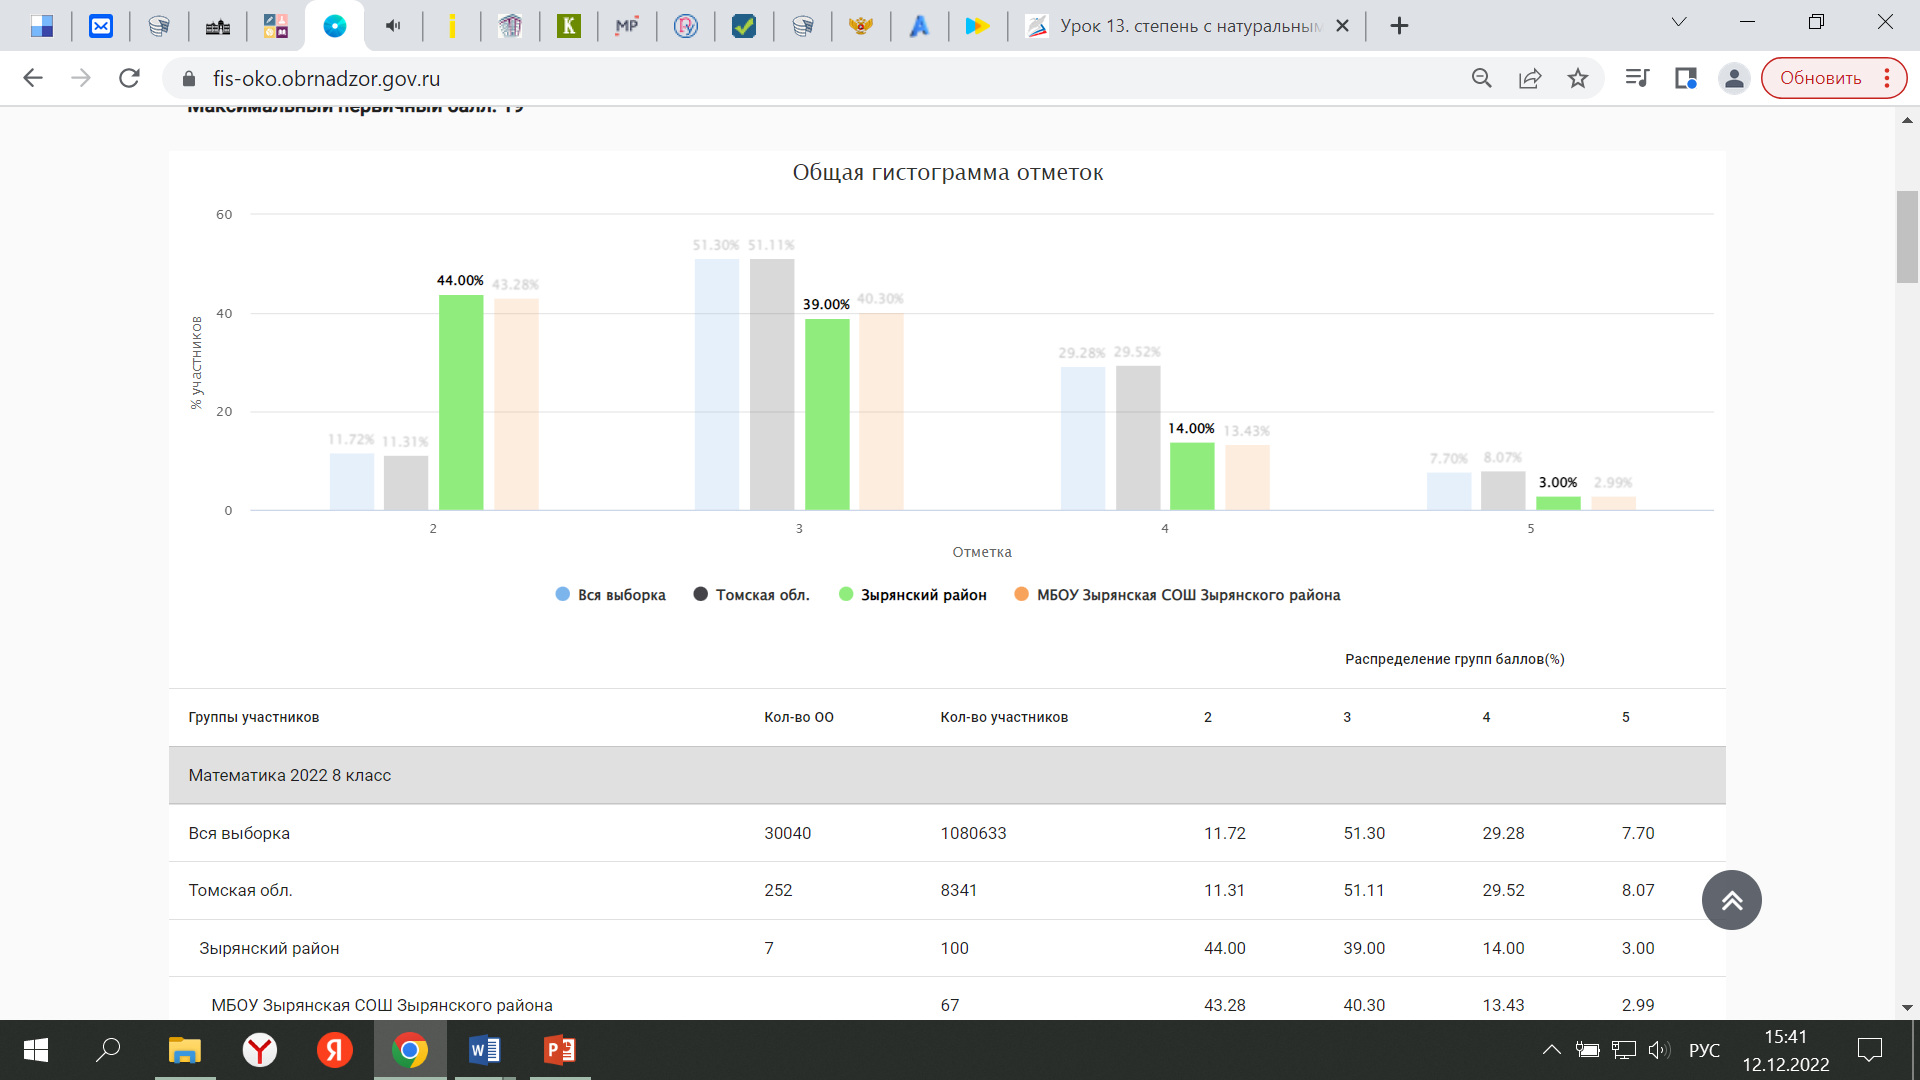 Урок 13. степень с натуральным
fis-oko.obrnadzor.gov.ru
Обновить
Максимальный первичный балл: 19
Общая гистограмма отметок
60
51.30% 51.11%
44.00% 43.28%
39.00% 40.30%
40
% участников
29.28% 29.52%
20
14.00% 13.43%
11.72% 11.31%
7.70% 8.07%
3.00% 2.99%
0
2 3 4 5
Отметка
Вся выборка Томская обл. Зырянский район МБОУ Зырянская СОШ Зырянского района
Распределение групп баллов(%)
Группы участников Кол-во ОО Кол-во участников 2 3 4 5
Математика 2022 8 класс
Вся выборка 30040 1080633 11.72 51.30 29.28 7.70
Томская обл. 252 8341 11.31 51.11 29.52 8.07
Зырянский район 7 100 44.00 39.00 14.00 3.00
МБОУ Зырянская СОШ Зырянского района 67 43.28 40.30 13.43 2.99
РУС
15:41
12.12.2022